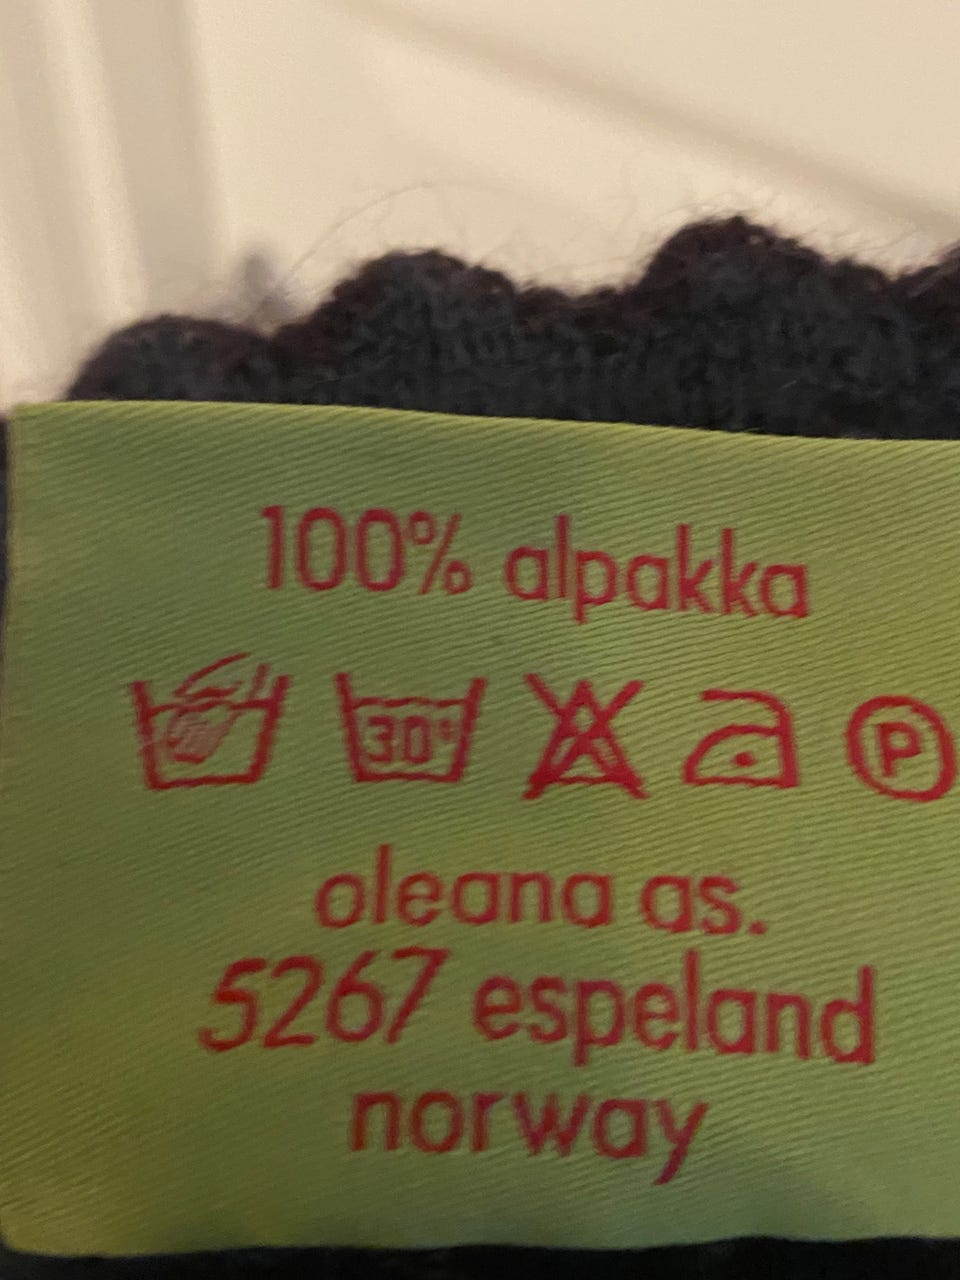 100% alpakka
30°
P
oleana as.
5267 espeland
norway